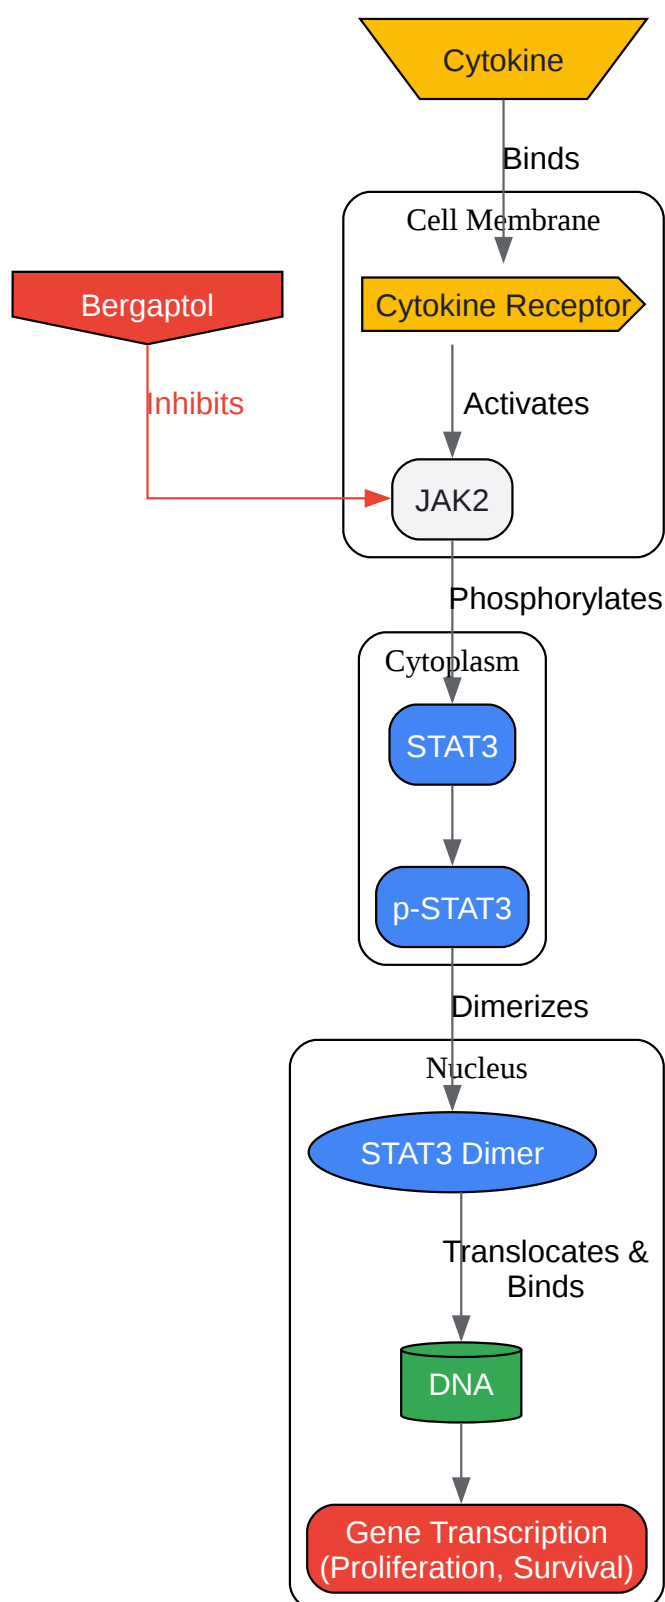 Cytokine
Binds
Cell Membrane
Bergaptol
Cytokine Receptor
Inhibits
Activates
JAK2
Phosphorylates
Cytoplasm
STAT3
p-STAT3
Dimerizes
Nucleus
STAT3 Dimer
Translocates &
Binds
DNA
Gene Transcription
(Proliferation, Survival)